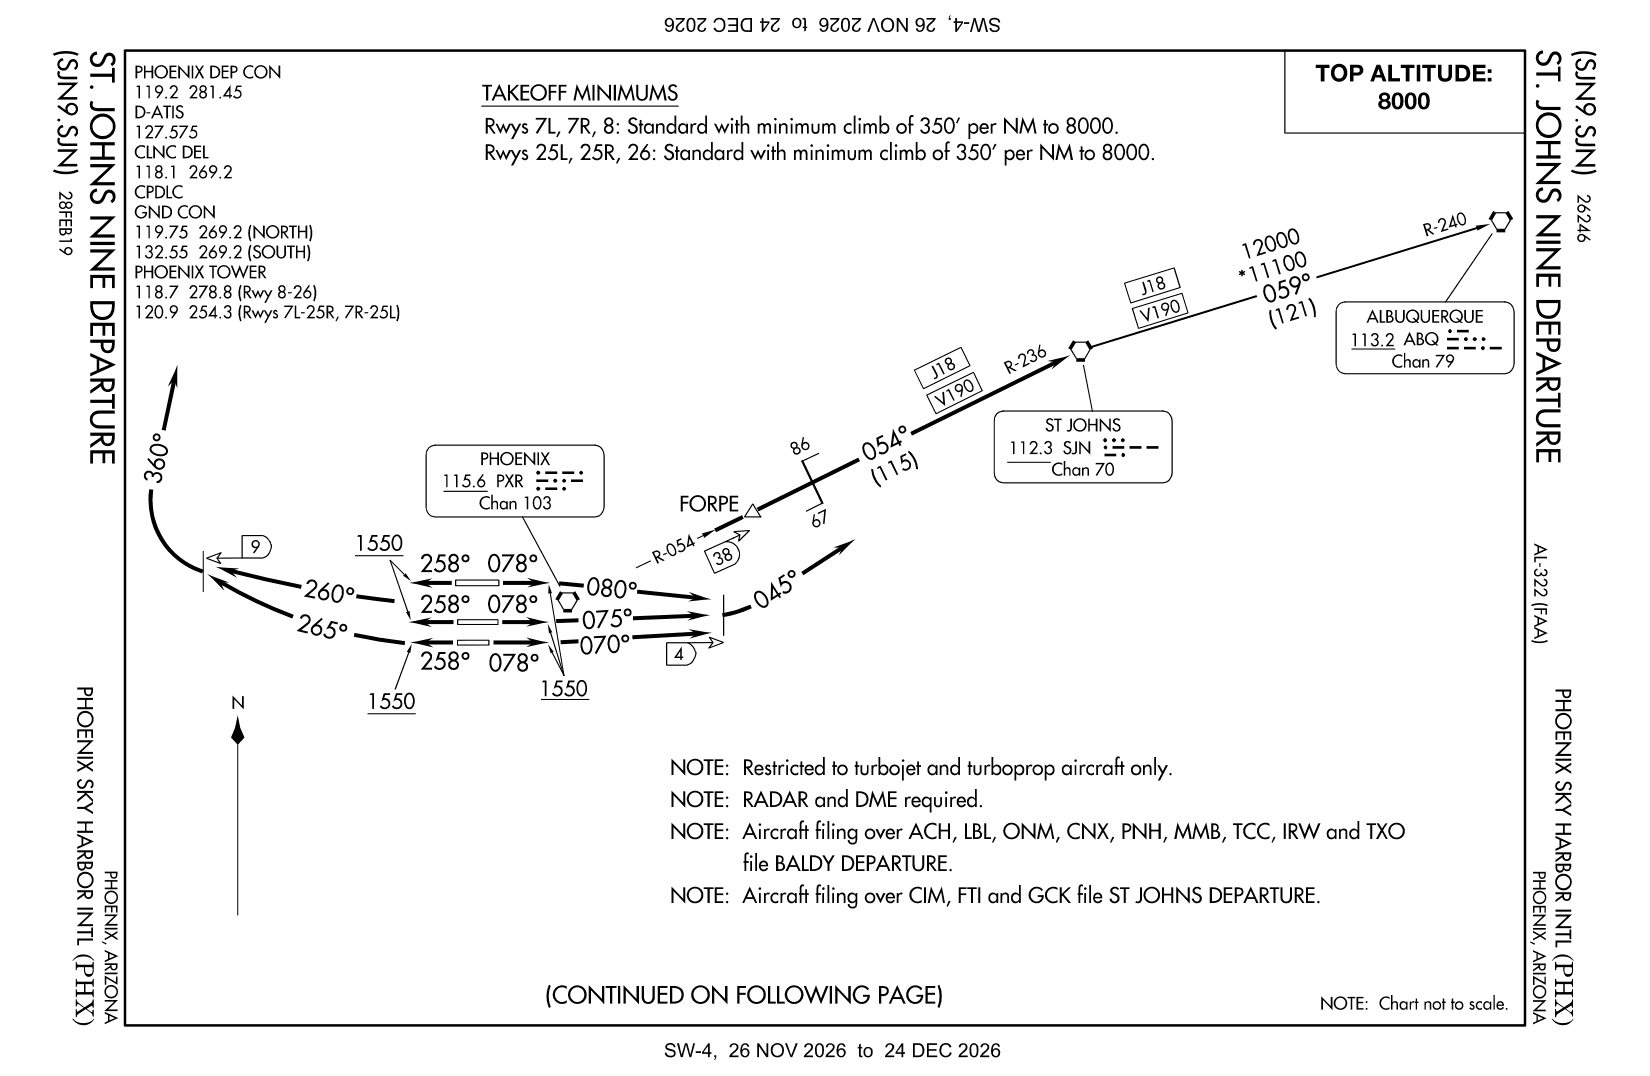 SW-4, 26 NOV 2026 to 24 DEC 2026
(SJN9.SJN) 28FEB19
ST. JOHNS NINE DEPARTURE
PHOENIX SKY HARBOR INTL (PHX)
PHOENIX, ARIZONA
PHOENIX DEP CON
119.2 281.45
D-ATIS
127.575
CLNC DEL
118.1 269.2
CPDLC
GND CON
119.75 269.2 (NORTH)
132.55 269.2 (SOUTH)
PHOENIX TOWER
118.7 278.8 (Rwy 8-26)
120.9 254.3 (Rwys 7L-25R, 7R-25L)
TAKEOFF MINIMUMS
Rwys 7L, 7R, 8: Standard with minimum climb of 350′ per NM to 8000.
Rwys 25L, 25R, 26: Standard with minimum climb of 350′ per NM to 8000.
TOP ALTITUDE:
8000
R-240
12000
*11100
059°
(121)
J18
V190
ALBUQUERQUE
113.2 ABQ
Chan 79
R-236
J18
V190
ST JOHNS
112.3 SJN
Chan 70
054°
(115)
86
67
FORPE
R-054
38
PHOENIX
115.6 PXR
Chan 103
360°
9
1550
258° 078°
080°
045°
260°
258° 078°
075°
265°
070°
4
258° 078°
1550
1550
N
NOTE: Restricted to turbojet and turboprop aircraft only.
NOTE: RADAR and DME required.
NOTE: Aircraft filing over ACH, LBL, ONM, CNX, PNH, MMB, TCC, IRW and TXO
file BALDY DEPARTURE.
NOTE: Aircraft filing over CIM, FTI and GCK file ST JOHNS DEPARTURE.
(CONTINUED ON FOLLOWING PAGE)
NOTE: Chart not to scale.
(SJN9.SJN) 26246
ST. JOHNS NINE DEPARTURE
AL-322 (FAA)
PHOENIX SKY HARBOR INTL (PHX)
PHOENIX, ARIZONA
SW-4, 26 NOV 2026 to 24 DEC 2026